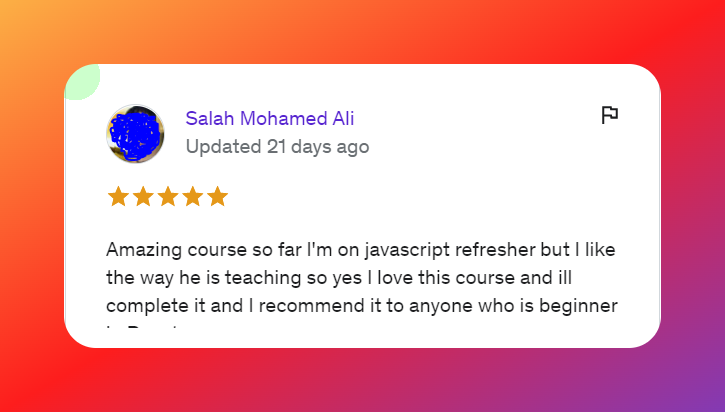 Salah Mohamed Ali
Updated 21 days ago
Amazing course so far I'm on javascript refresher but I like
the way he is teaching so yes I love this course and ill
complete it and I recommend it to anyone who is beginner